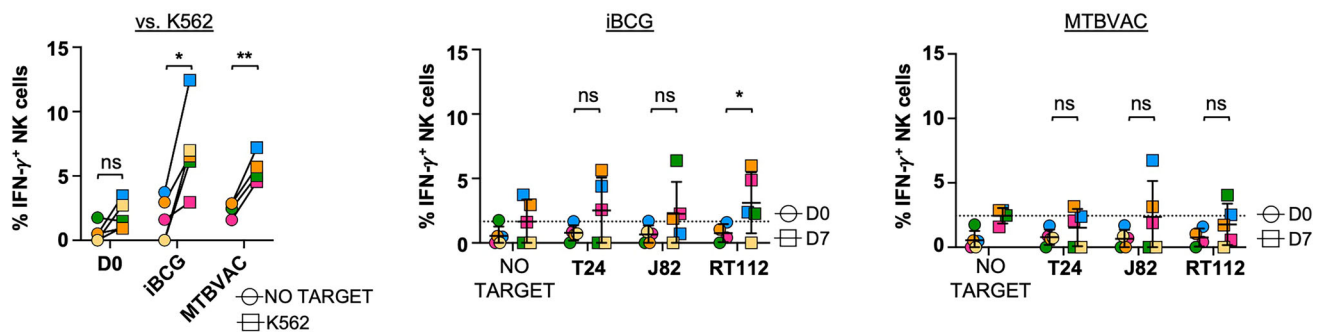 vs. K562
% IFN-γ+ NK cells
15
10
5
0
ns
*
**
D0
iBCG
MTBVAC
NO TARGET
K562
iBCG
% IFN-γ+ NK cells
15
10
5
0
ns
ns
*
D0
D7
NO
TARGET
T24
J82
RT112
MTBVAC
% IFN-γ+ NK cells
15
10
5
0
ns
ns
ns
D0
D7
NO
TARGET
T24
J82
RT112